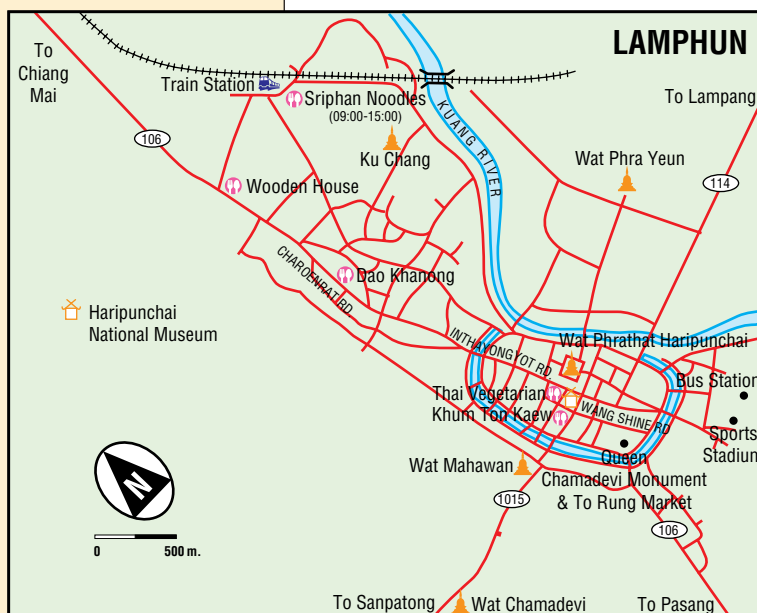 LAMPHUN
To
Chiang
Mai
Train Station
Sriphan Noodles
(09:00-15:00)
To Lampang
106
Ku Chang
KUANG RIVER
Wat Phra Yeun
114
Wooden House
CHAROENRAT RD.
Dao Khanong
Haripunchai
National Museum
INTHAYONGYOT RD.
Wat Phrathat Haripunchai
Thai Vegetarian
Khum Ton Kaew
WANG SHINE RD
Bus Station
Sports
Stadium
Wat Mahawan
Queen
Chamadevi Monument
& To Rung Market
N
1015
106
0 500 m.
To Sanpatong
Wat Chamadevi
To Pasang